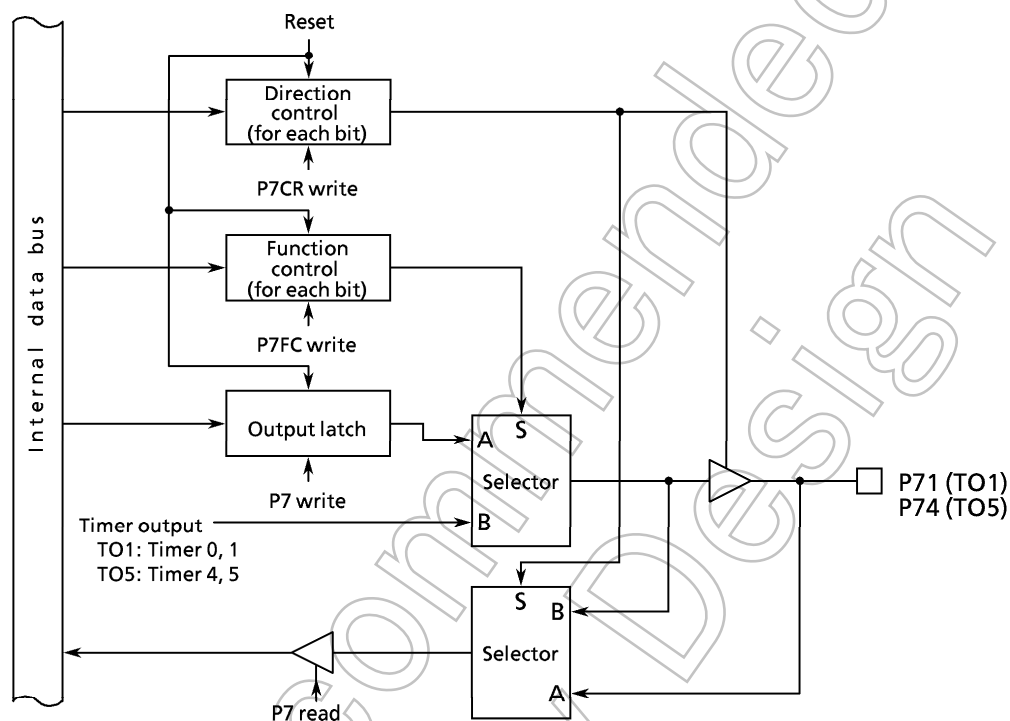 Reset
Direction
control
(for each bit)
P7CR write
Internal data bus
Function
control
(for each bit)
P7FC write
Output latch
P7 write
A
S
Selector
B
P71 (TO1)
P74 (TO5)
Timer output
TO1: Timer 0, 1
TO5: Timer 4, 5
S
B
Selector
A
P7 read
commended
Design